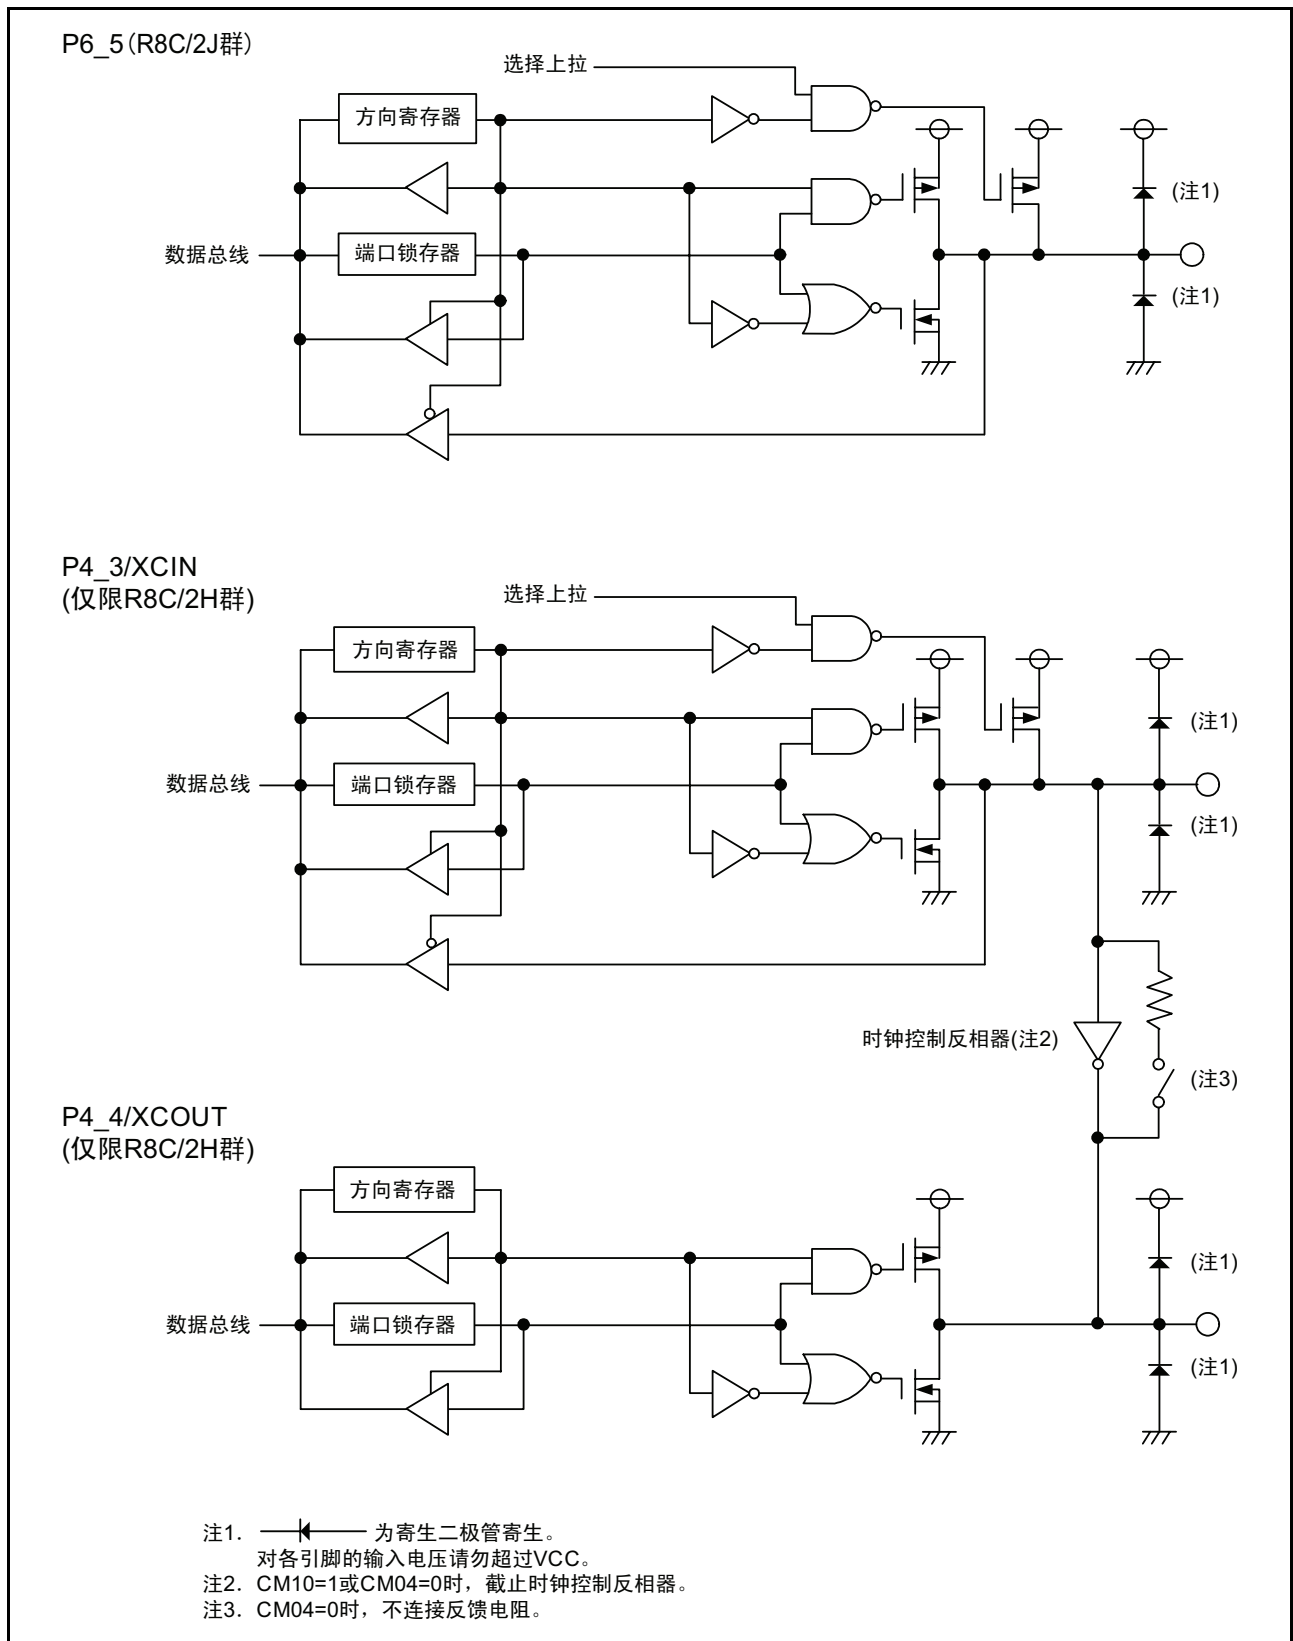 P6_5(R8C/2J群)
选择上拉
方向寄存器
(注1)
数据总线
端口锁存器
(注1)
P4_3/XCIN
(仅限R8C/2H群)
选择上拉
方向寄存器
(注1)
数据总线
端口锁存器
(注1)
时钟控制反相器(注2)
(注3)
P4_4/XCOUT
(仅限R8C/2H群)
方向寄存器
(注1)
数据总线
端口锁存器
(注1)
注1. 为寄生二极管寄生。
对各引脚的输入电压请勿超过VCC。
注2. CM10=1或CM04=0时，截止时钟控制反相器。
注3. CM04=0时，不连接反馈电阻。